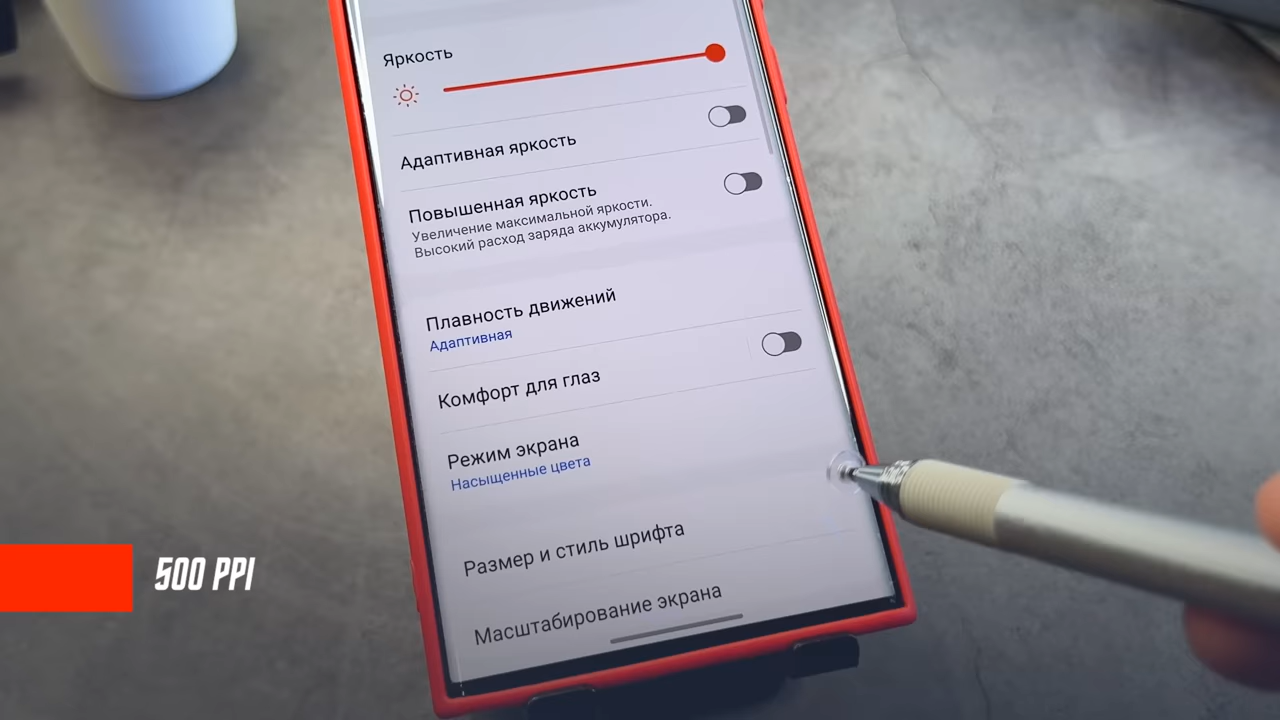 Яркость
Адаптивная яркость
Повышенная яркость
Увеличение максимальной яркости.
Высокий расход заряда аккумулятора.
Плавность движений
Адаптивная
Комфорт для глаз
Режим экрана
Насыщенные цвета
Размер и стиль шрифта
Масштабирование экрана
500 PPI